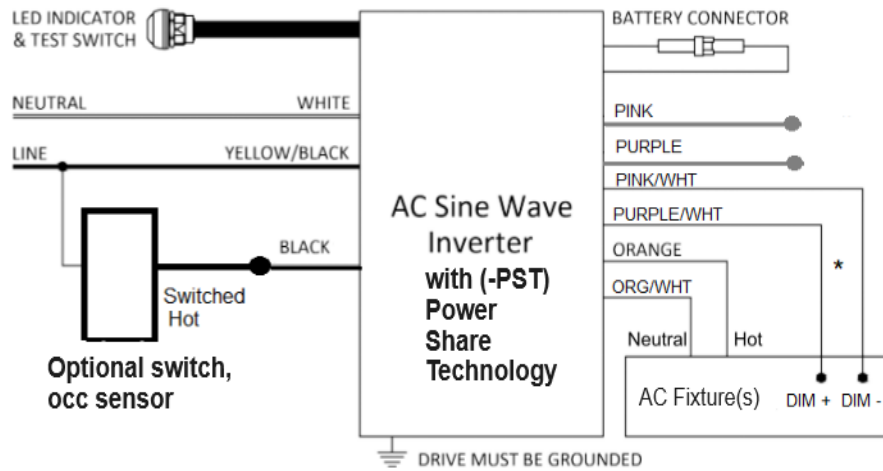 LED INDICATOR
& TEST SWITCH
BATTERY CONNECTOR
NEUTRAL
WHITE
LINE
YELLOW/BLACK
BLACK
Switched
Hot
Optional switch,
occ sensor
AC Sine Wave
Inverter
with (-PST)
Power
Share
Technology
PINK
PURPLE
PINK/WHT
PURPLE/WHT
*
ORANGE
ORG/WHT
Neutral
Hot
AC Fixture(s)
DIM +
DIM -
DRIVE MUST BE GROUNDED